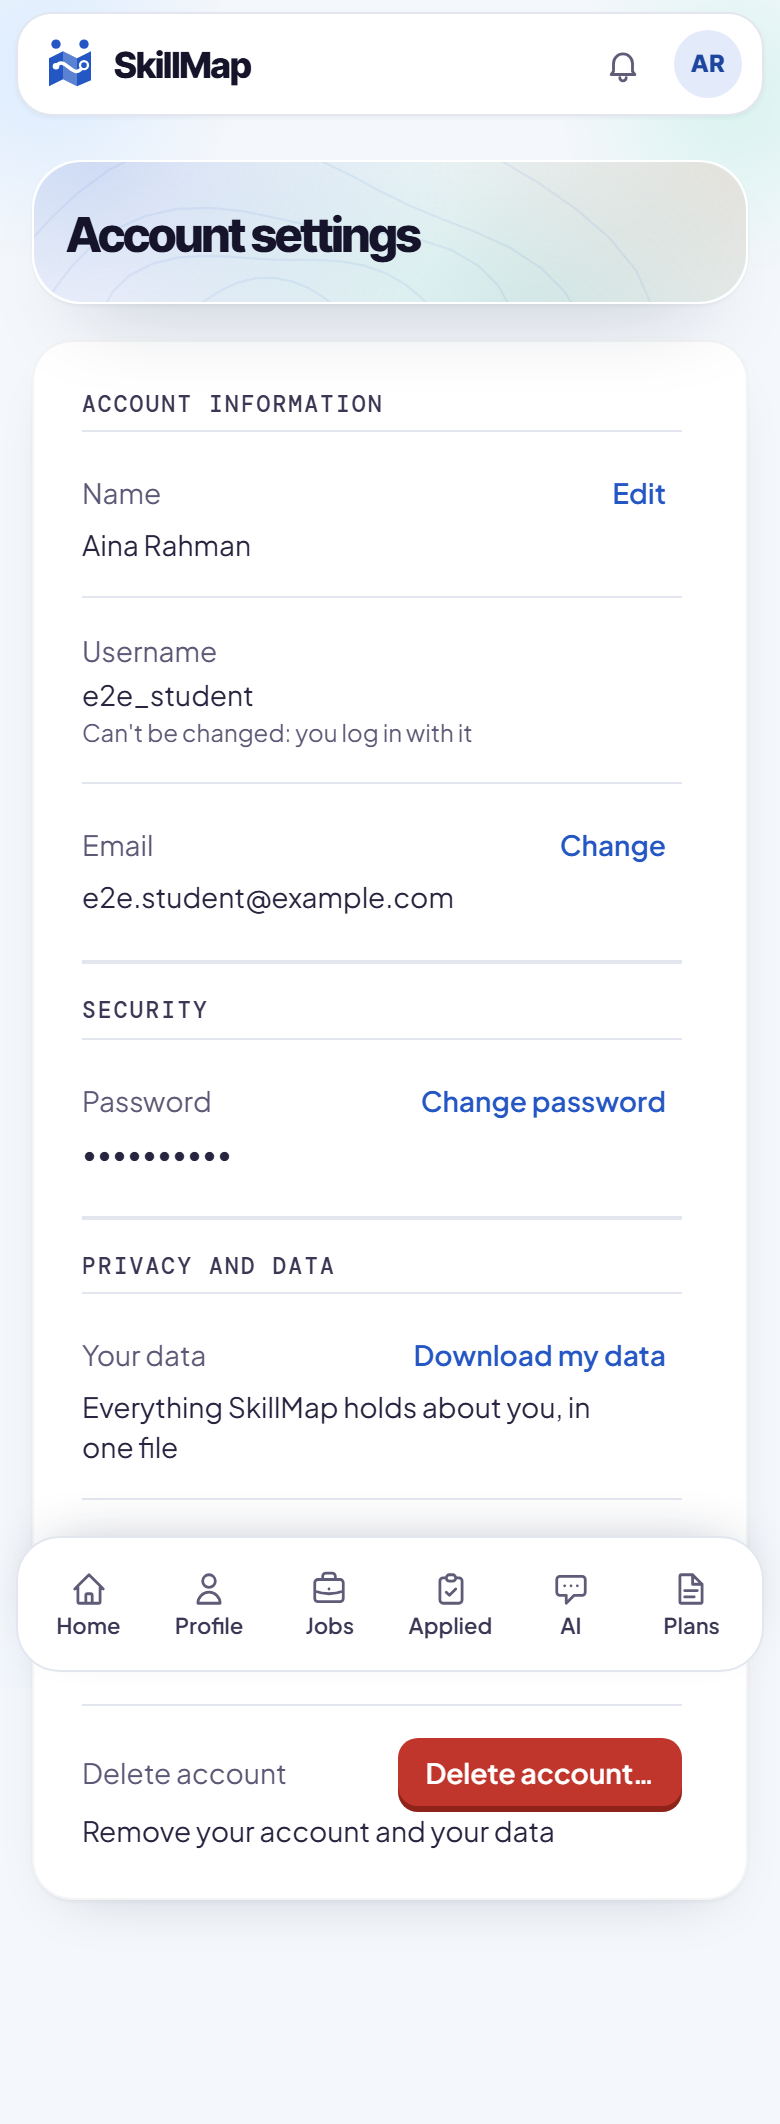 SkillMap
AR
Account settings
ACCOUNT INFORMATION
Name
Edit
Aina Rahman
Username
e2e_student
Can't be changed: you log in with it
Email
Change
e2e.student@example.com
SECURITY
Password
Change password
••••••••••
PRIVACY AND DATA
Your data
Download my data
Everything SkillMap holds about you, in
one file
Home
Profile
Jobs
Applied
AI
Plans
Delete account
Delete account...
Remove your account and your data